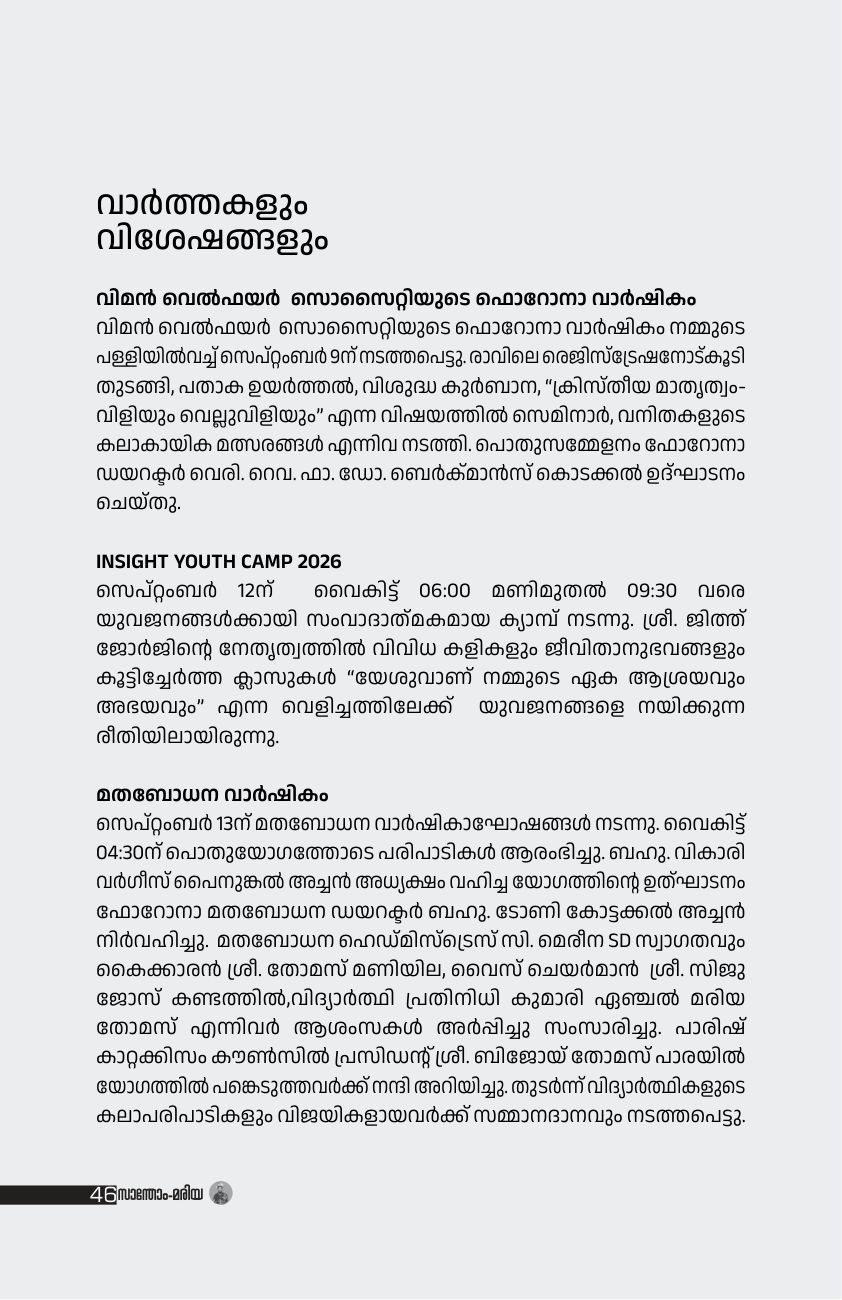 വാർത്തകളും
വിശേഷങ്ങളും
വിമൻ വെൽഫയർ സൊസൈറ്റിയുടെ ഫൊറോനാ വാർഷികം
വിമൻ വെൽഫയർ സൊസൈറ്റിയുടെ ഫൊറോനാ വാർഷികം നമ്മുടെ
പള്ളിയിൽവച്ച് സെപ്റ്റംബർ 9ന് നടത്തപെട്ടു. രാവിലെ രെജിസ്ട്രേഷനോട്കൂടി
തുടങ്ങി, പതാക ഉയർത്തൽ, വിശുദ്ധ കുർബാന, “ക്രിസ്തീയ മാതൃത്വം-
വിളിയും വെല്ലുവിളിയും” എന്ന വിഷയത്തിൽ സെമിനാർ, വനിതകളുടെ
കലാകായിക മത്സരങ്ങൾ എന്നിവ നടത്തി. പൊതുസമ്മേളനം ഫോറോനാ
ഡയറക്ടർ വെരി. റെവ. ഫാ. ഡോ. ബെർക്മാൻസ് കൊടക്കൽ ഉദ്ഘാടനം
ചെയ്തു.
INSIGHT YOUTH CAMP 2026
സെപ്റ്റംബർ 12ന് വൈകിട്ട് 06:00 മണിമുതൽ 09:30 വരെ
യുവജനങ്ങൾക്കായി സംവാദാത്മകമായ ക്യാമ്പ് നടന്നു. ശ്രീ. ജിത്ത്
ജോർജിന്റെ നേതൃത്വത്തിൽ വിവിധ കളികളും ജീവിതാനുഭവങ്ങളും
കൂട്ടിച്ചേർത്ത ക്ലാസുകൾ “യേശുവാണ് നമ്മുടെ ഏക ആശ്രയവും
അഭയവും” എന്ന വെളിച്ചത്തിലേക്ക് യുവജനങ്ങളെ നയിക്കുന്ന
രീതിയിലായിരുന്നു.
മതബോധന വാർഷികം
സെപ്റ്റംബർ 13ന് മതബോധന വാർഷികാഘോഷങ്ങൾ നടന്നു. വൈകിട്ട്
04:30ന് പൊതുയോഗത്തോടെ പരിപാടികൾ ആരംഭിച്ചു. ബഹു. വികാരി
വർഗീസ് പൈനുങ്കൽ അച്ചൻ അധ്യക്ഷം വഹിച്ച യോഗത്തിന്റെ ഉത്ഘാടനം
ഫോറോനാ മതബോധന ഡയറക്ടർ ബഹു. ടോണി കോട്ടക്കൽ അച്ചൻ
നിർവഹിച്ചു. മതബോധന ഹെഡ്മിസ്ട്രെസ് സി. മെരീന SD സ്വാഗതവും
കൈക്കാരൻ ശ്രീ. തോമസ് മണിയില, വൈസ് ചെയർമാൻ ശ്രീ. സിജു
ജോസ് കണ്ടത്തിൽ,വിദ്യാർത്ഥി പ്രതിനിധി കുമാരി ഏഞ്ചൽ മരിയ
തോമസ് എന്നിവർ ആശംസകൾ അർപ്പിച്ചു സംസാരിച്ചു. പാരിഷ്
കാറ്റക്കിസം കൗൺസിൽ പ്രസിഡന്റ് ശ്രീ. ബിജോയ് തോമസ് പാരയിൽ
യോഗത്തിൽ പങ്കെടുത്തവർക്ക് നന്ദി അറിയിച്ചു. തുടർന്ന് വിദ്യാർത്ഥികളുടെ
കലാപരിപാടികളും വിജയികളായവർക്ക് സമ്മാനദാനവും നടത്തപെട്ടു.
46 സാന്തോം-മരിയ